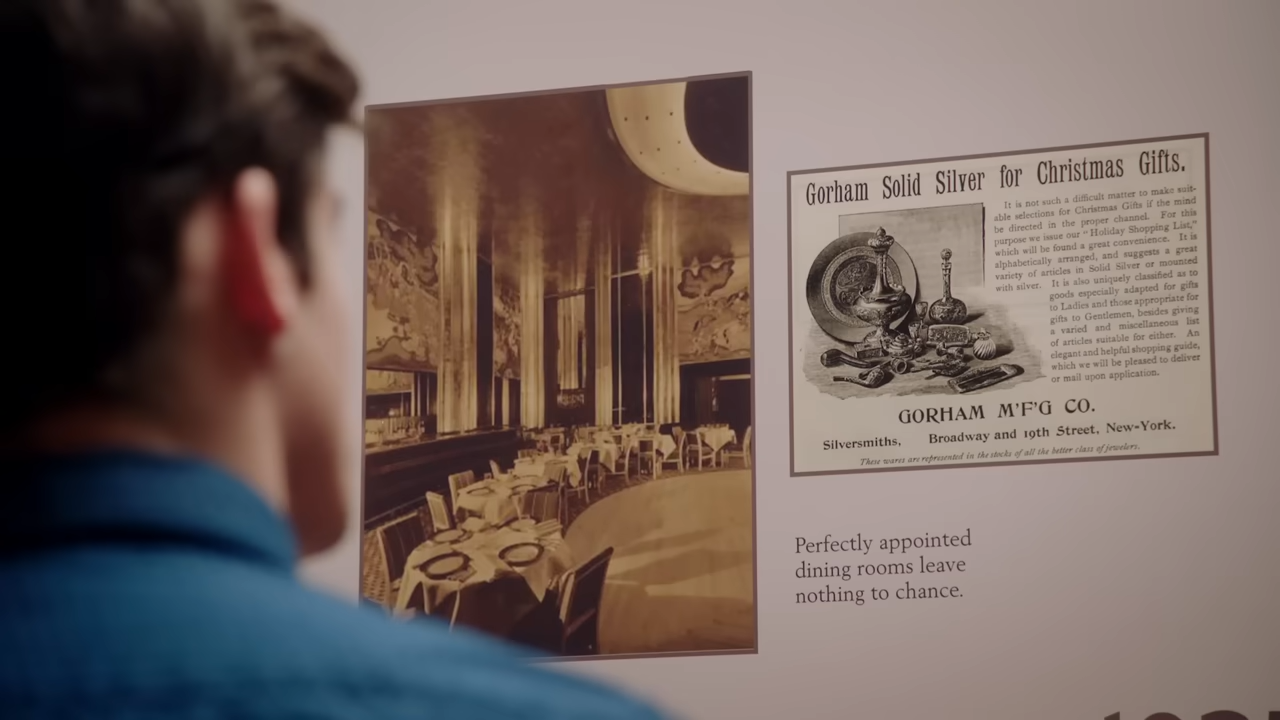 Gorham Solid Silver for Christmas Gifts.
It is not such a difficult matter to make suit-
able selections for Christmas Gifts if the mind
be directed in the proper channel. For this
purpose we issue our "Holiday Shopping List,"
which will be found a great convenience. It is
alphabetically arranged, and suggests a great
variety of articles in Solid Silver or mounted
with silver. It is also uniquely classified as to
goods especially adapted for gifts
to Ladies and those appropriate for
gifts to Gentlemen, besides giving
a varied and miscellaneous list
of articles suitable for either. An
elegant and helpful shopping guide,
which we will be pleased to deliver
or mail upon application.
GORHAM M'F'G CO.
Silversmiths, Broadway and 19th Street, New-York.
These wares are represented in the stocks of all the better class of jewelers.
Perfectly appointed
dining rooms leave
nothing to chance.